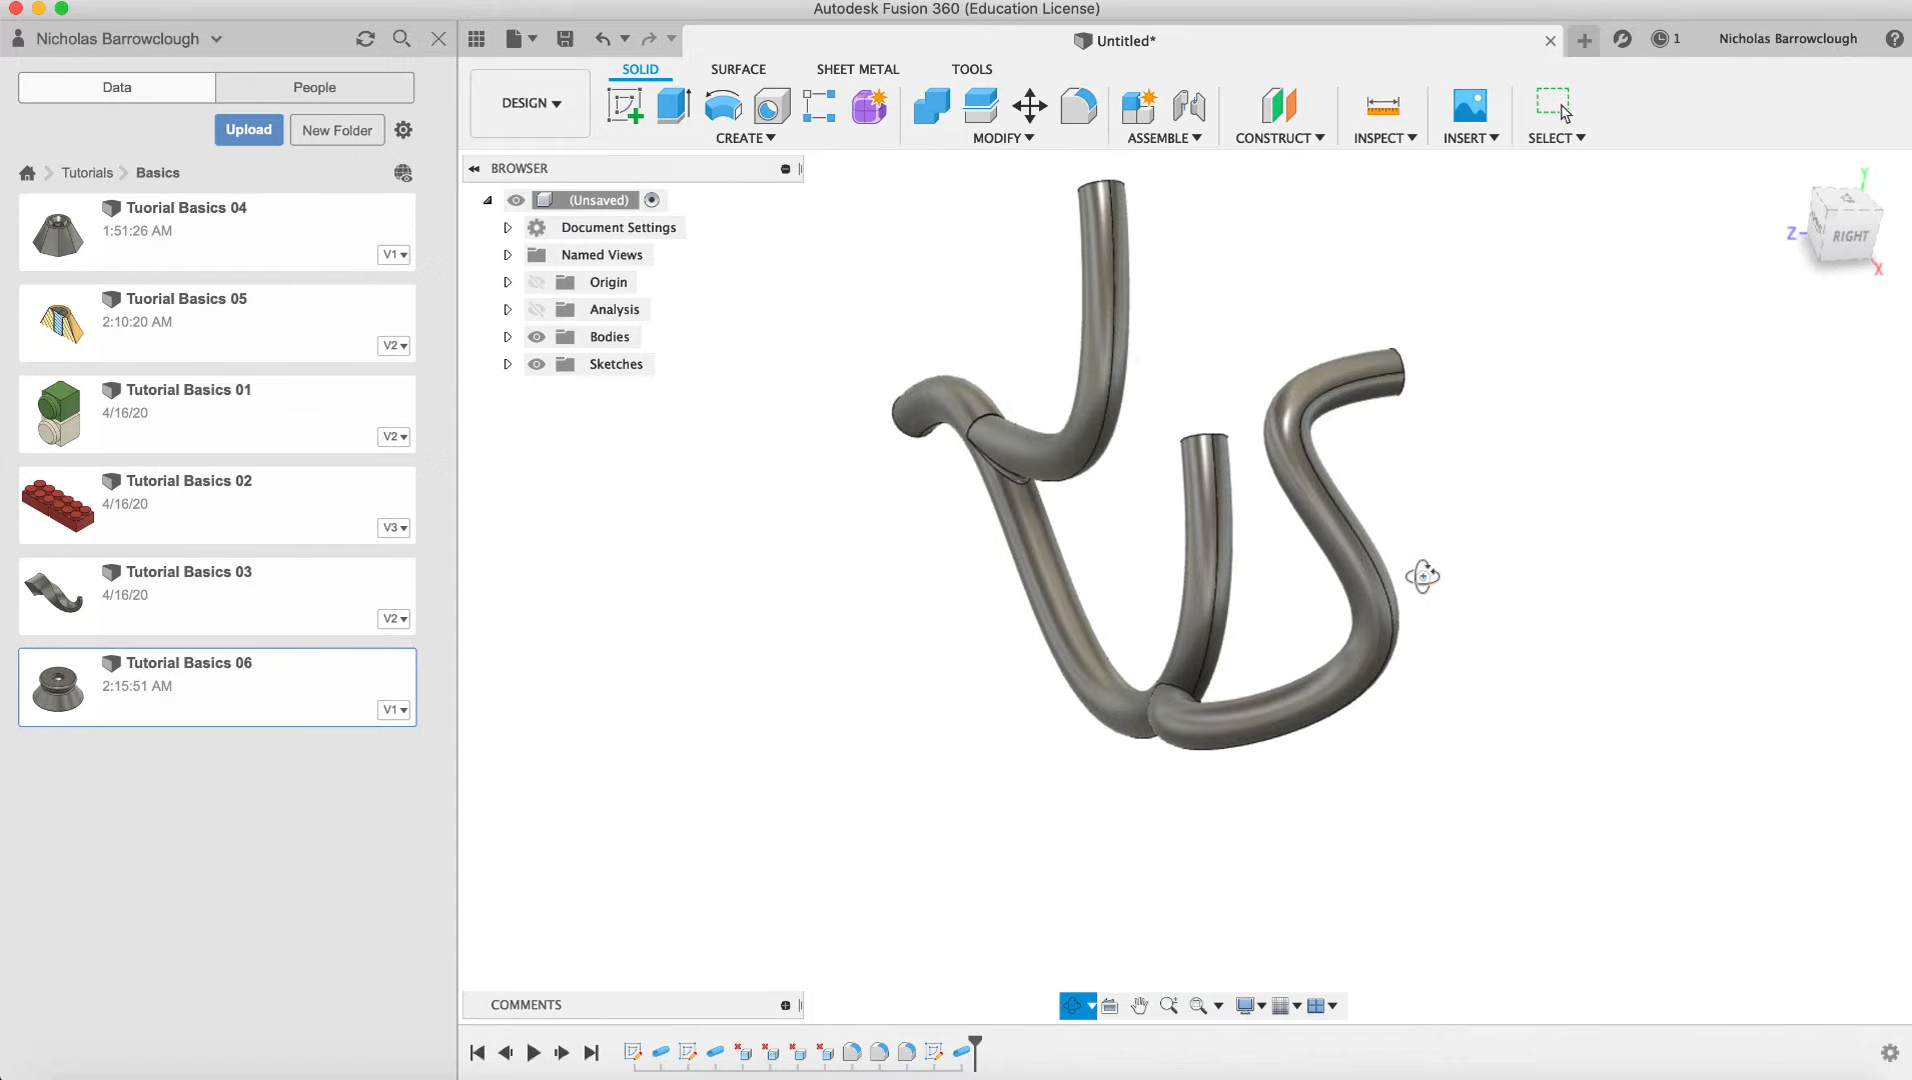 Autodesk Fusion 360 (Education License)
Nicholas Barrowclough
Untitled*
1
Nicholas Barrowclough
Data
People
Upload
New Folder
Tutorials
Basics
Tuorial Basics 04
1:51:26 AM
V1
Tuorial Basics 05
2:10:20 AM
V2
Tutorial Basics 01
4/16/20
V2
Tutorial Basics 02
4/16/20
V3
Tutorial Basics 03
4/16/20
V2
Tutorial Basics 06
2:15:51 AM
V1
DESIGN
SOLID
SURFACE
SHEET METAL
TOOLS
CREATE
MODIFY
ASSEMBLE
CONSTRUCT
INSPECT
INSERT
SELECT
BROWSER
(Unsaved)
Document Settings
Named Views
Origin
Analysis
Bodies
Sketches
Y
Z
RIGHT
X
COMMENTS